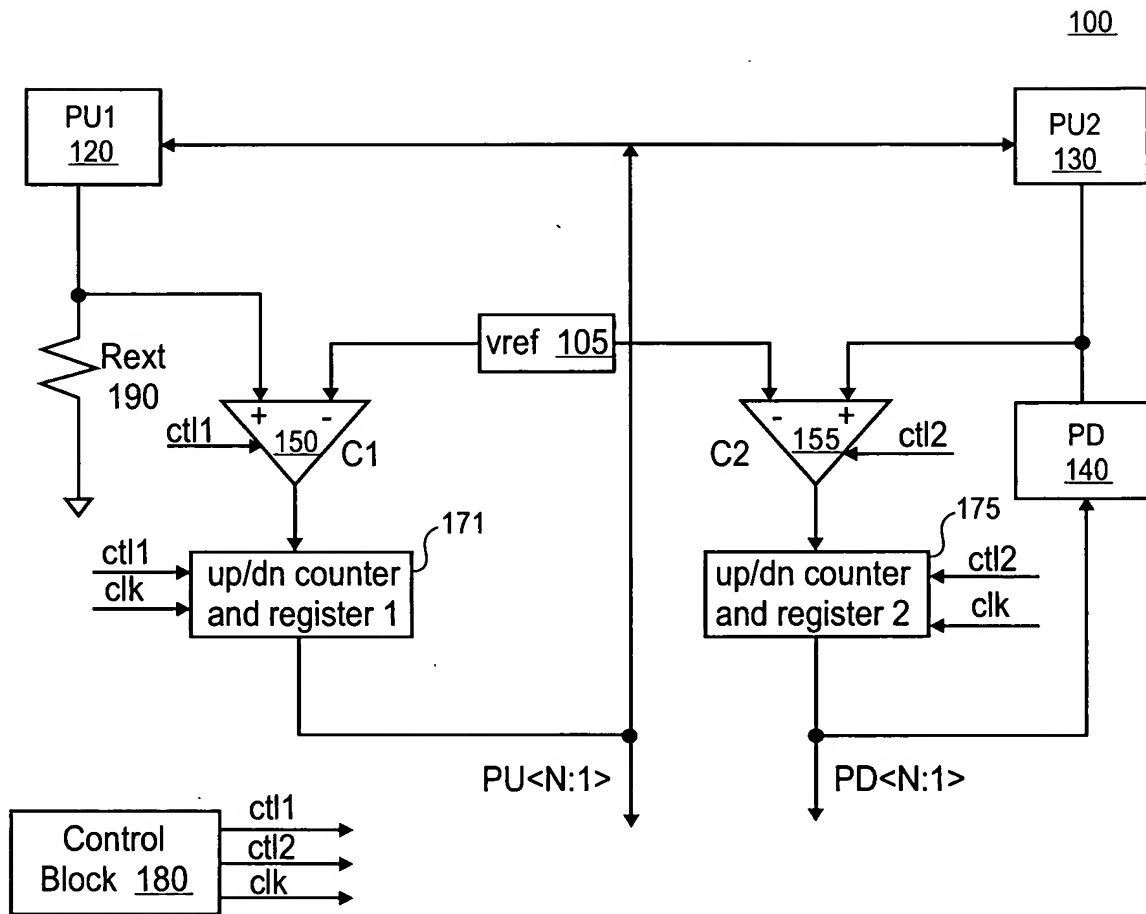 100
PU1
120
PU2
130
vref 105
Rext
190
+ -
ctl1
150
C1
- +
155
ctl2
C2
PD
140
171
175
ctl1
clk
up/dn counter
and register 1
up/dn counter
and register 2
ctl2
clk
PU<N:1>
PD<N:1>
Control
Block 180
ctl1
ctl2
clk